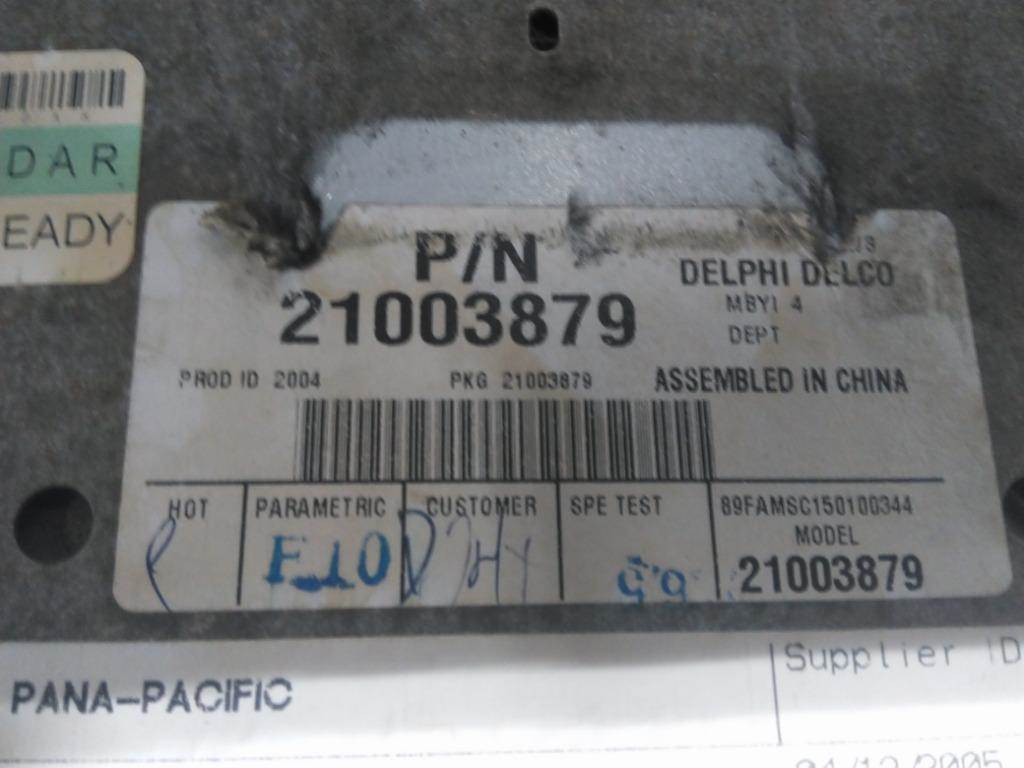 DAR
EADY
P/N
21003879
DELPHI DELCO
MBYI 4
DEPT
PROD ID 2004
PKG 21003879
ASSEMBLED IN CHINA
HOT
PARAMETRIC
CUSTOMER
SPE TEST
89FAMSC150100344
MODEL
21003879
PANA-PACIFIC
Supplier ID